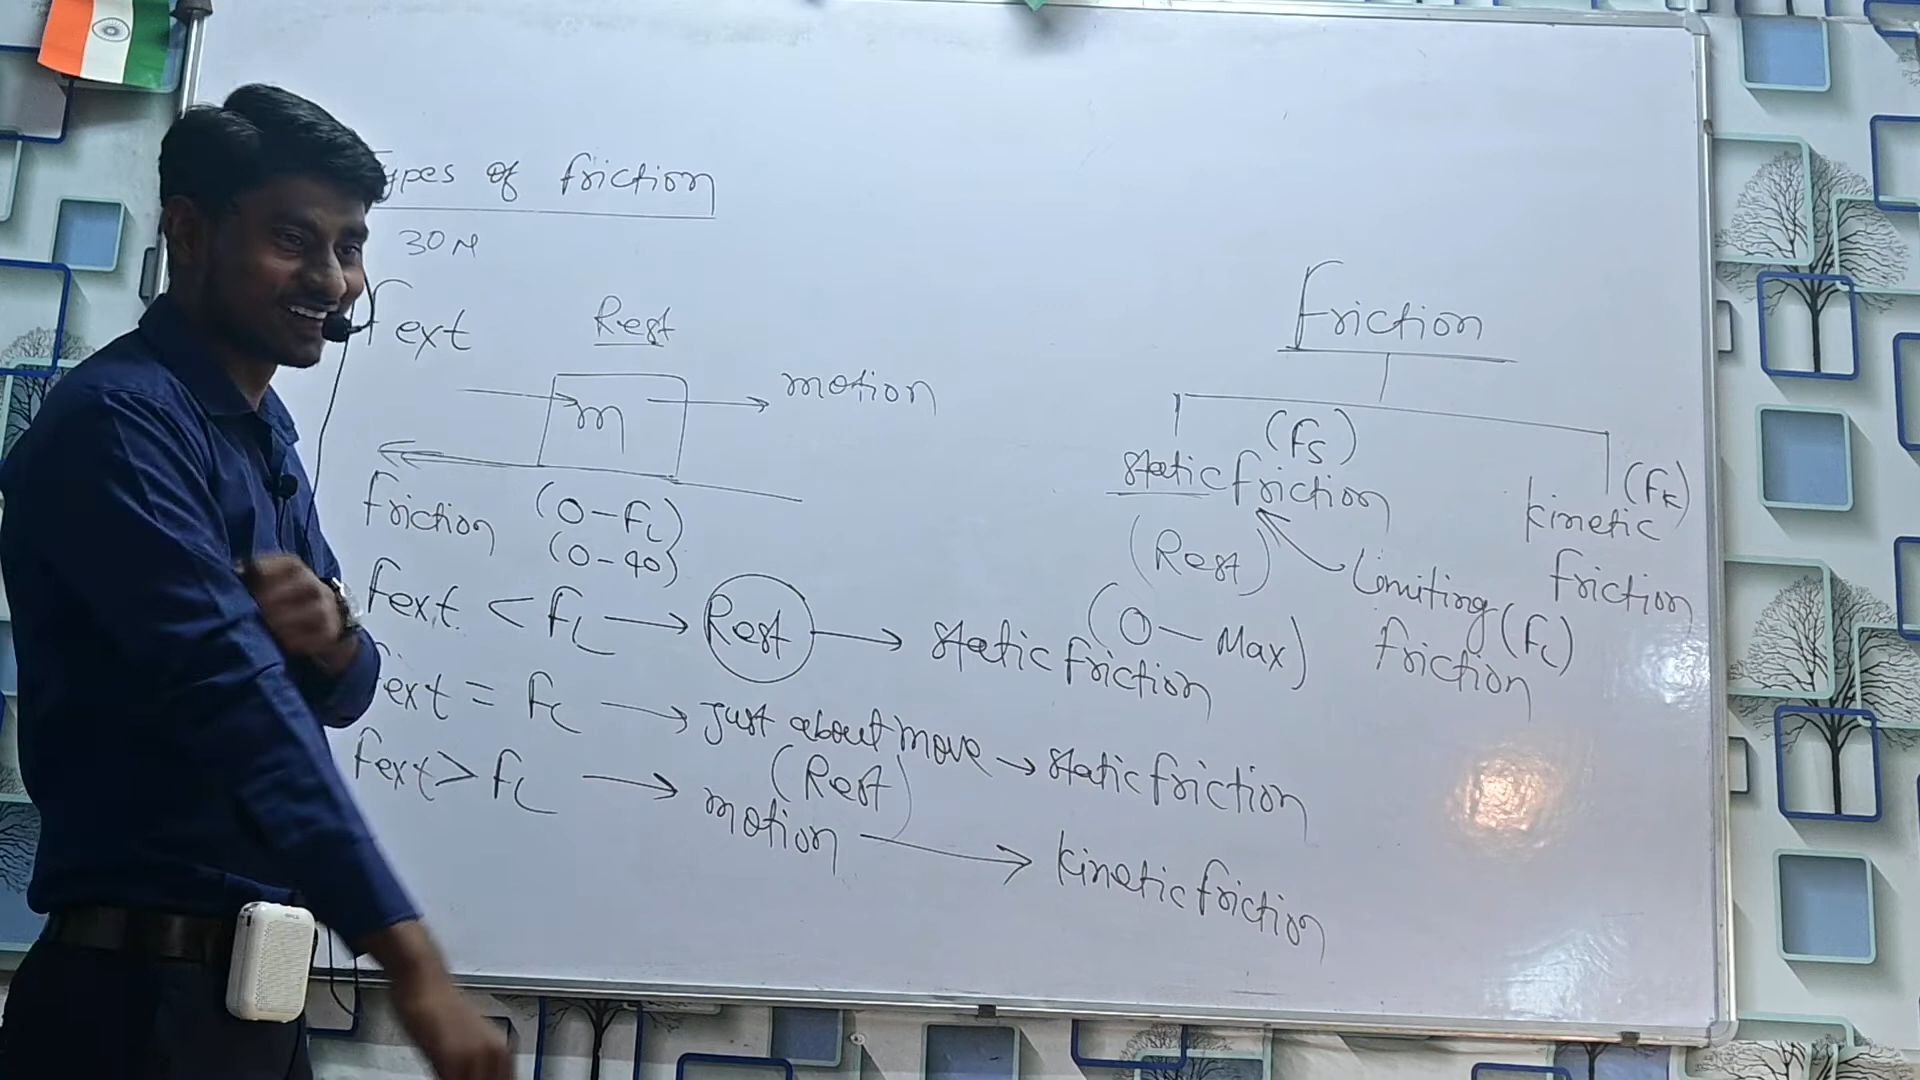 ypes of friction
30N
Fext
Rest
m
motion
friction
(0-fL)
(0-40)
Fext < fL → Rest → static friction
Fext = fL → Just about move → static friction
(Rest)
Fext > fL → motion → kinetic friction
Friction
(fs)
static friction
(Rest)
(0-Max)
(fk)
kinetic
friction
Limiting (fL)
friction